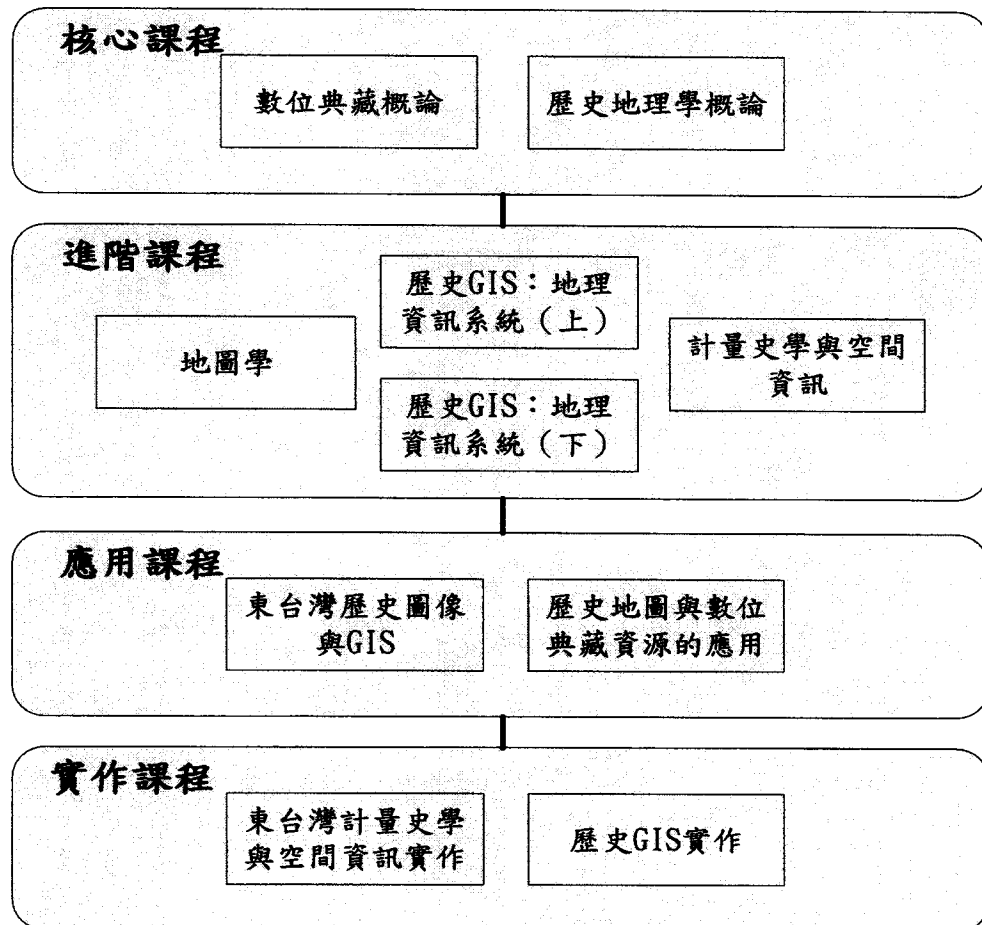 核心課程
數位典藏概論
歷史地理學概論
進階課程
地圖學
歷史GIS：地理
資訊系統（上）
歷史GIS：地理
資訊系統（下）
計量史學與空間
資訊
應用課程
東台灣歷史圖像
與GIS
歷史地圖與數位
典藏資源的應用
實作課程
東台灣計量史學
與空間資訊實作
歷史GIS實作